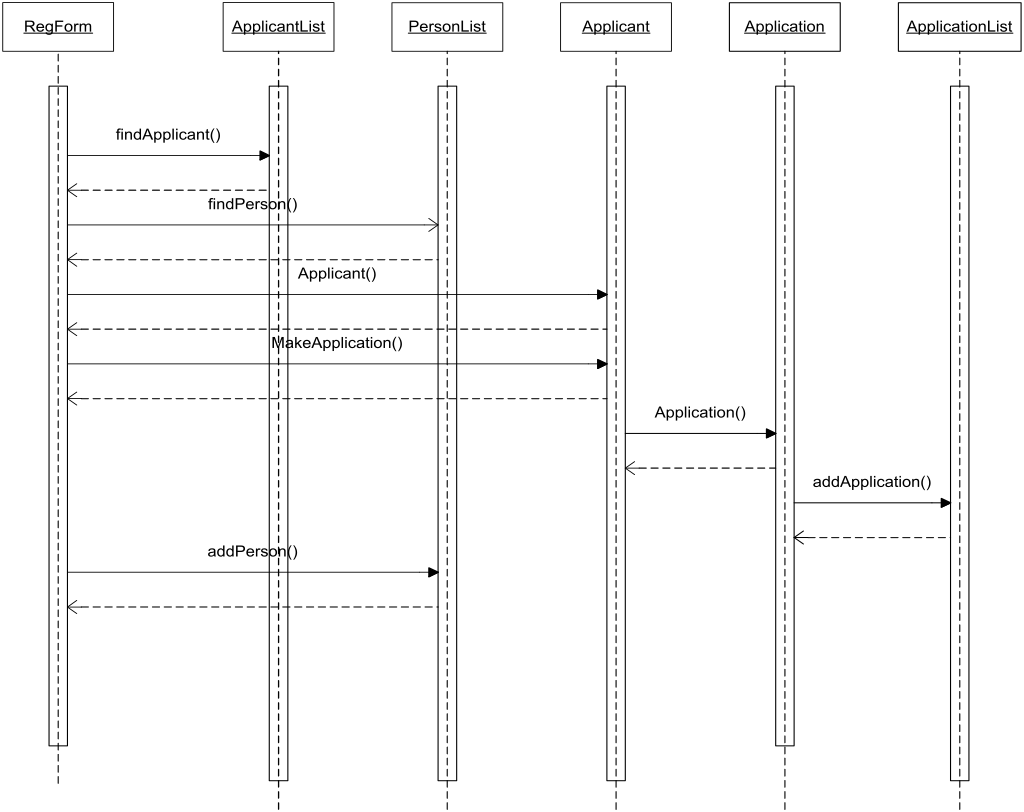 RegForm
ApplicantList
PersonList
Applicant
Application
ApplicationList
findApplicant()
findPerson()
Applicant()
MakeApplication()
Application()
addApplication()
addPerson()